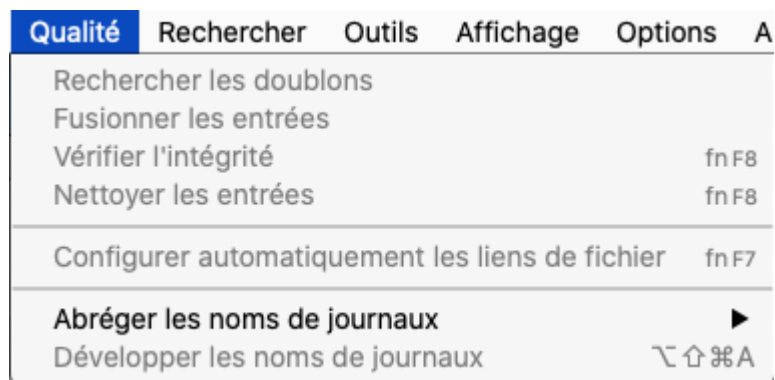 Qualité Rechercher Outils Affichage Options A
Rechercher les doublons
Fusionner les entrées
Vérifier l'intégrité fn F8
Nettoyer les entrées fn F8
Configurer automatiquement les liens de fichier fn F7
Abréger les noms de journaux ▶
Développer les noms de journaux ⌥⇧⌘A